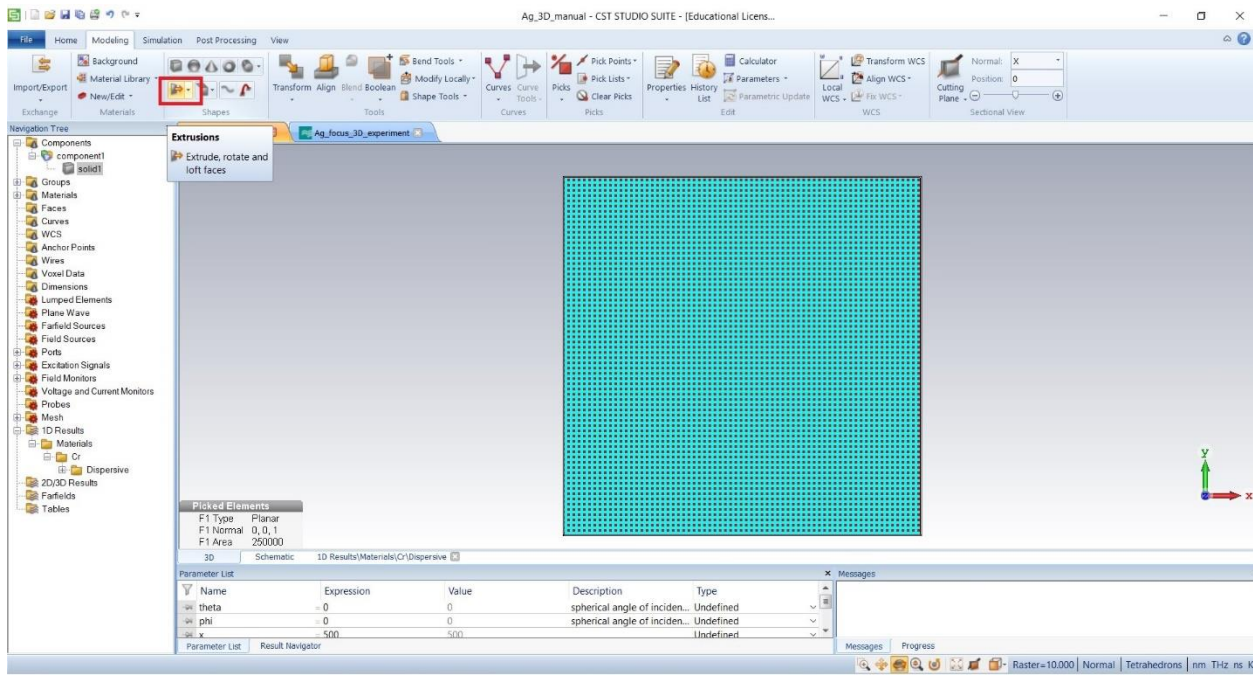 Ag_3D_manual - CST STUDIO SUITE - [Educational Licens...
File Home Modeling Simulation Post Processing View
Background
Material Library
New/Edit
Import/Export
Exchange
Materials
Shapes
Transform Align Blend Boolean
Bend Tools
Modify Locally
Shape Tools
Tools
Curves
Curve Tools
Curves
Picks
Pick Points
Pick Lists
Clear Picks
Picks
Properties
History List
Calculator
Parameters
Parametric Update
Edit
Local WCS
Transform WCS
Align WCS
Fix WCS
WCS
Cutting Plane
Normal: X
Position: 0
Sectional View
Navigation Tree
Components
component1
solid1
Groups
Materials
Faces
Curves
WCS
Anchor Points
Wires
Voxel Data
Dimensions
Lumped Elements
Plane Wave
Farfield Sources
Field Sources
Ports
Excitation Signals
Field Monitors
Voltage and Current Monitors
Probes
Mesh
1D Results
Materials
Cr
Dispersive
2D/3D Results
Farfields
Tables
Extrusions
Extrude, rotate and
loft faces
Ag_focus_3D_experiment
y
x
Picked Elements
F1 Type Planar
F1 Normal 0, 0, 1
F1 Area 250000
3D Schematic 1D Results\Materials\Cr\Dispersive
Parameter List
Name Expression Value Description Type
theta = 0 0 spherical angle of inciden... Undefined
phi = 0 0 spherical angle of inciden... Undefined
x = 500 500 Undefined
Parameter List Result Navigator
Messages
Messages Progress
Raster=10.000 Normal Tetrahedrons nm THz ns K